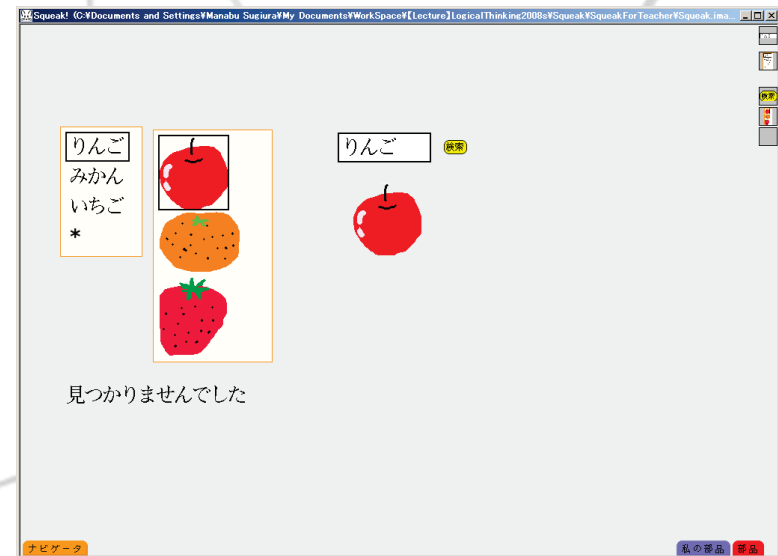 Squeak! (C:¥Documents and Settings¥Manabu Sugiura¥My Documents¥WorkSpace¥【Lecture】LogicalThinking2008s¥Squeak¥SqueakForTeacher¥Squeak.ima...
検索
りんご
みかん
いちご
*
りんご
検索
見つかりませんでした
ナビゲータ
私の部品
部品